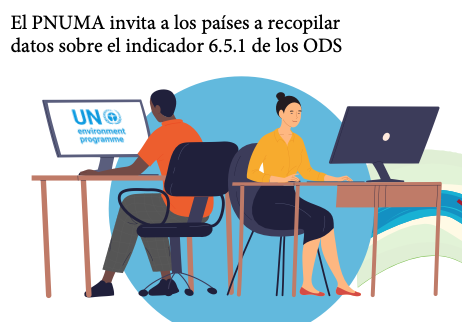 El PNUMA invita a los países a recopilar
datos sobre el indicador 6.5.1 de los ODS
UN
environment
programme